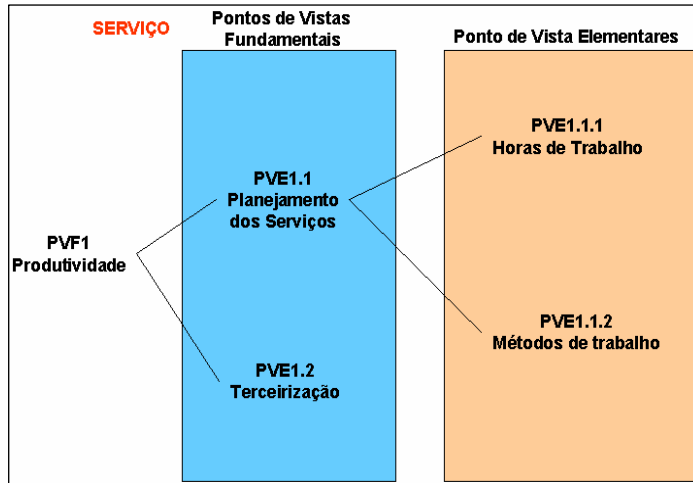 SERVIÇO
Pontos de Vistas
Fundamentais
Ponto de Vista Elementares
PVF1
Produtividade
PVE1.1
Planejamento
dos Serviços
PVE1.2
Terceirização
PVE1.1.1
Horas de Trabalho
PVE1.1.2
Métodos de trabalho